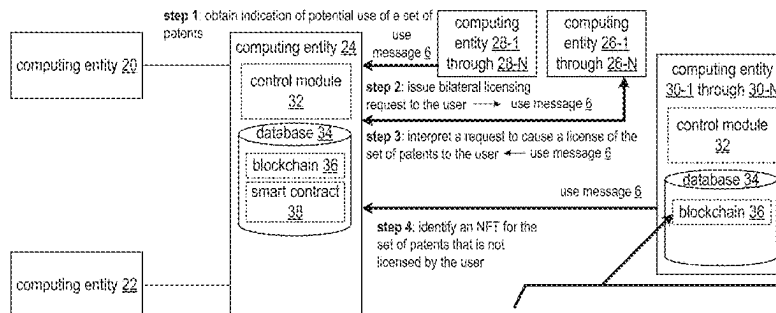 step 1: obtain indication of potential use of a set of
patents
use
message 6
computing entity 20
computing entity 24
control module
32
database 34
blockchain 36
smart contract
38
computing
entity 28-1
through 28-N
computing
entity 26-1
through 26-N
step 2: issue bilateral licensing
request to the user
use message 6
step 3: interpret a request to cause a license of the
set of patents to the user
use message 6
computing entity
30-1 through 30-N
control module
32
database 34
blockchain 36
use message 6
step 4: identify an NFT for the
set of patents that is not
licensed by the user
computing entity 22